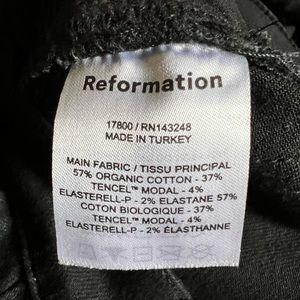 Reformation
17800 / RN143248
MADE IN TURKEY
MAIN FABRIC / TISSU PRINCIPAL
57% ORGANIC COTTON - 37%
TENCEL™ MODAL - 4%
ELASTERELL-P - 2% ELASTANE 57%
COTON BIOLOGIQUE - 37%
TENCEL™ MODAL - 4%
ELASTERELL-P - 2% ÉLASTHANNE